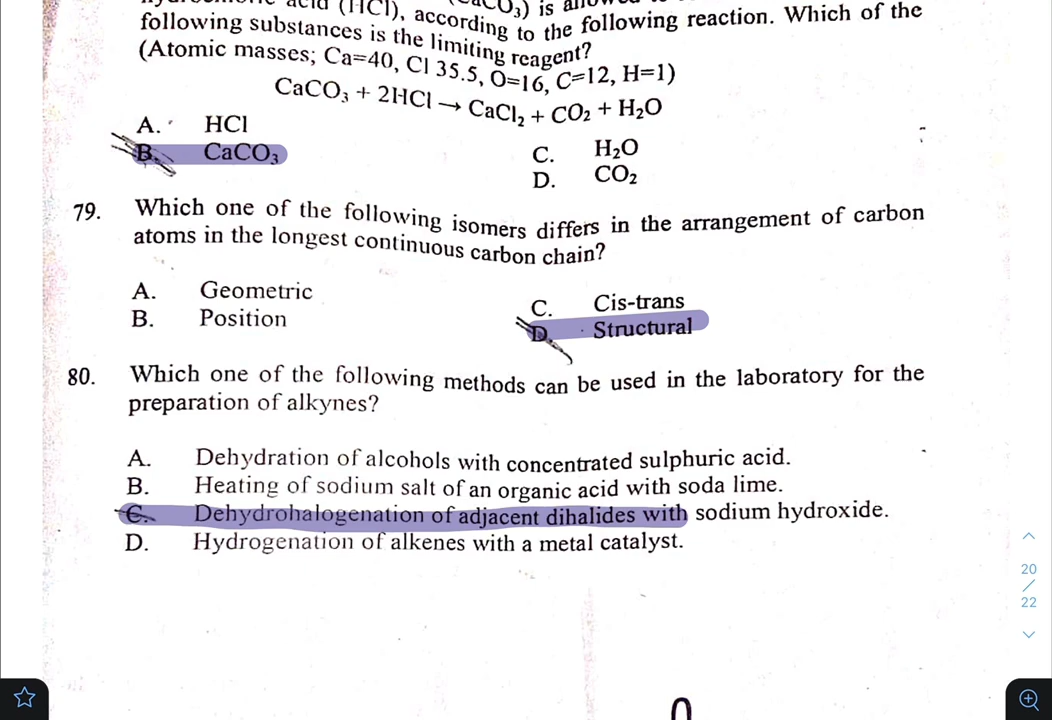 acid (HCl), according to the following reaction. Which of the
following substances is the limiting reagent?
(Atomic masses; Ca=40, Cl 35.5, O=16, C=12, H=1)
CaCO₃ + 2HCl → CaCl₂ + CO₂ + H₂O
A. HCl
B. CaCO₃
C. H₂O
D. CO₂
79. Which one of the following isomers differs in the arrangement of carbon
atoms in the longest continuous carbon chain?
A. Geometric
B. Position
C. Cis-trans
D. Structural
80. Which one of the following methods can be used in the laboratory for the
preparation of alkynes?
A. Dehydration of alcohols with concentrated sulphuric acid.
B. Heating of sodium salt of an organic acid with soda lime.
C. Dehydrohalogenation of adjacent dihalides with sodium hydroxide.
D. Hydrogenation of alkenes with a metal catalyst.
20
/
22